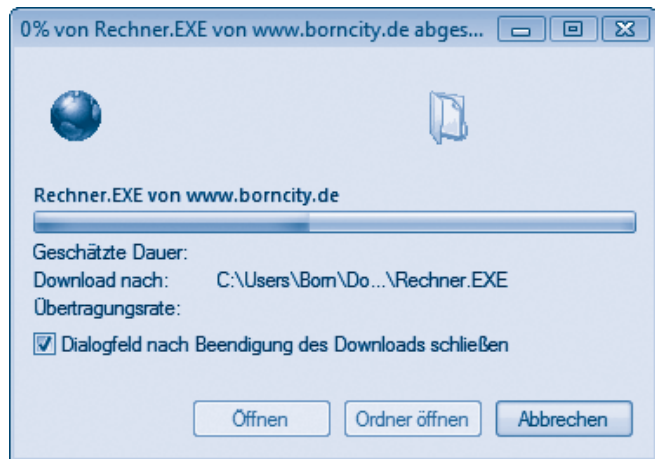 0% von Rechner.EXE von www.borncity.de abges...
Rechner.EXE von www.borncity.de
Geschätzte Dauer:
Download nach: C:\Users\Born\Do...\Rechner.EXE
Übertragungsrate:
Dialogfeld nach Beendigung des Downloads schließen
Öffnen Ordner öffnen Abbrechen